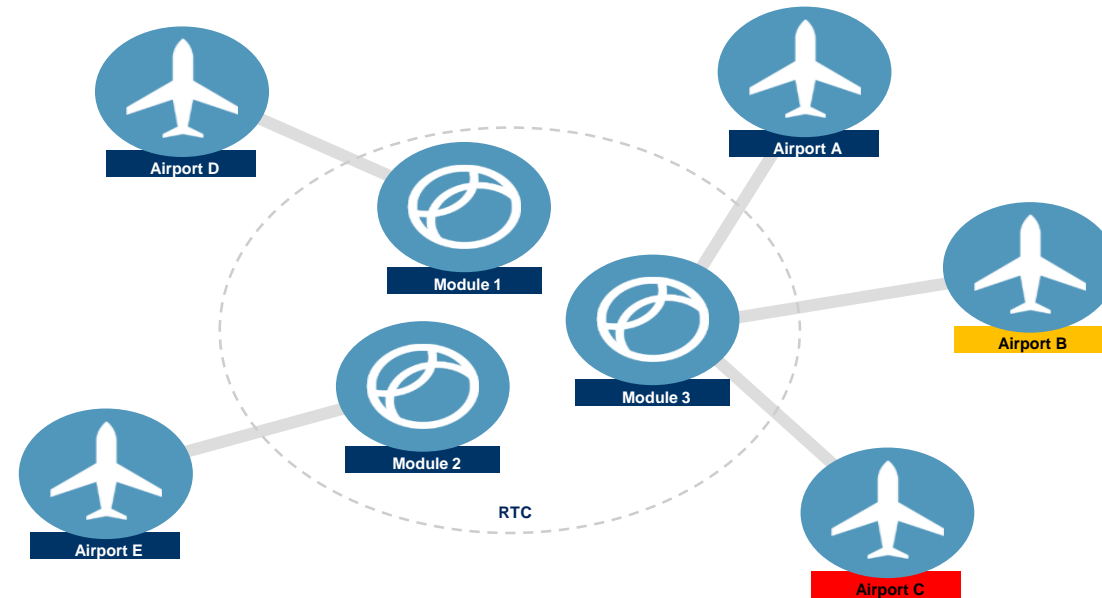 Airport A
Airport D
Airport B
Module 1
Module 3
Module 2
RTC
Airport E
Airport C